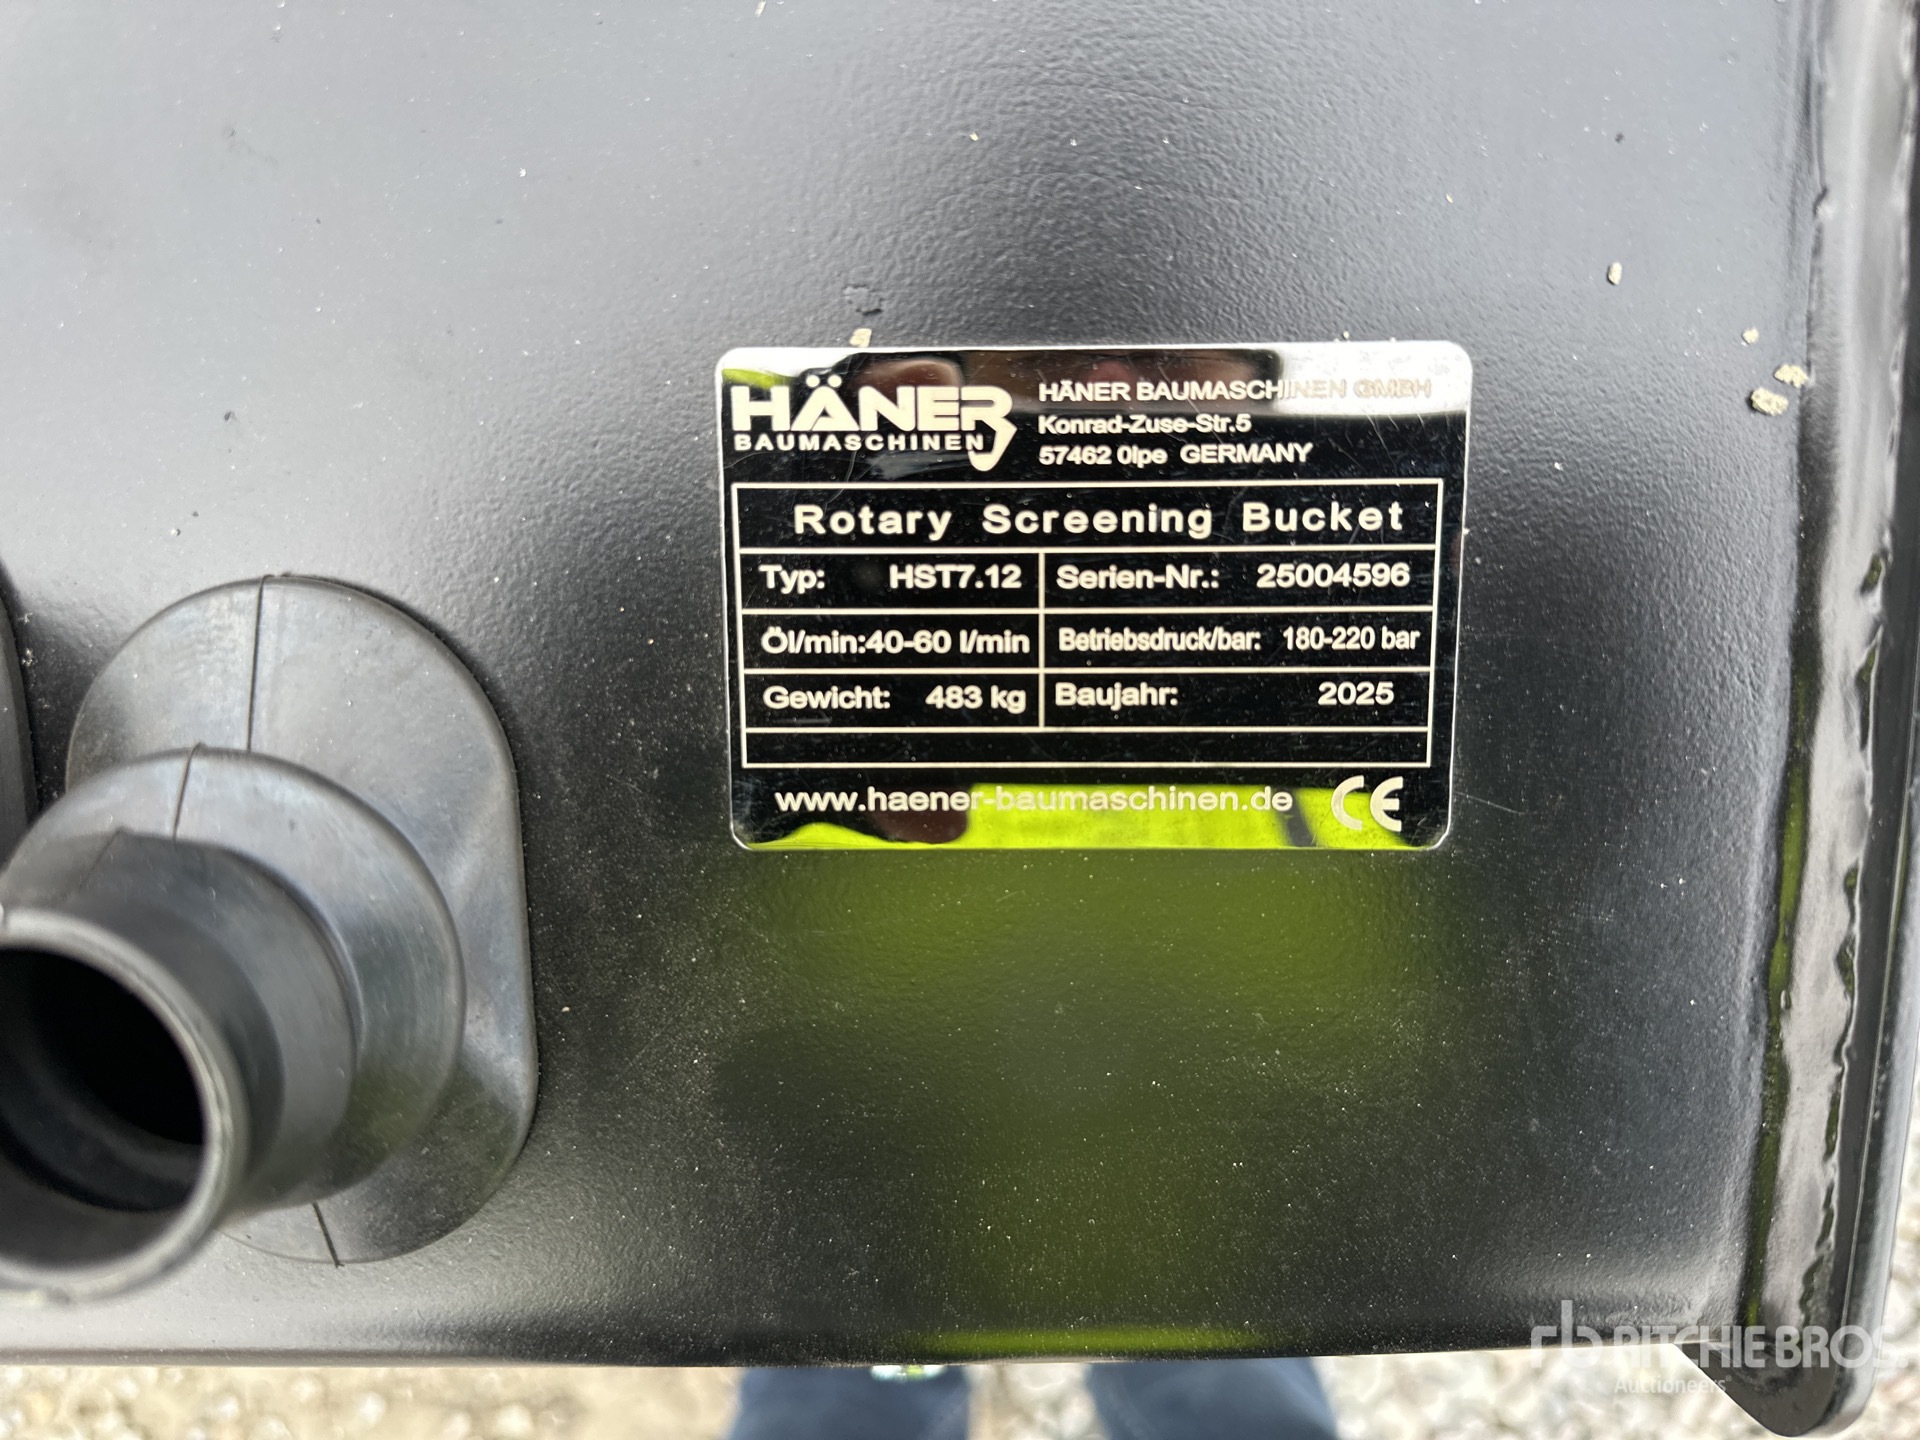 HÄNER
BAUMASCHINEN
HÄNER BAUMASCHINEN GMBH
Konrad-Zuse-Str.5
57462 Olpe GERMANY
Rotary Screening Bucket
Typ: HST7.12
Serien-Nr.: 25004596
Öl/min:40-60 l/min
Betriebsdruck/bar: 180-220 bar
Gewicht: 483 kg
Baujahr: 2025
www.haener-baumaschinen.de CE
rb RITCHIE BROS.
Auctioneers